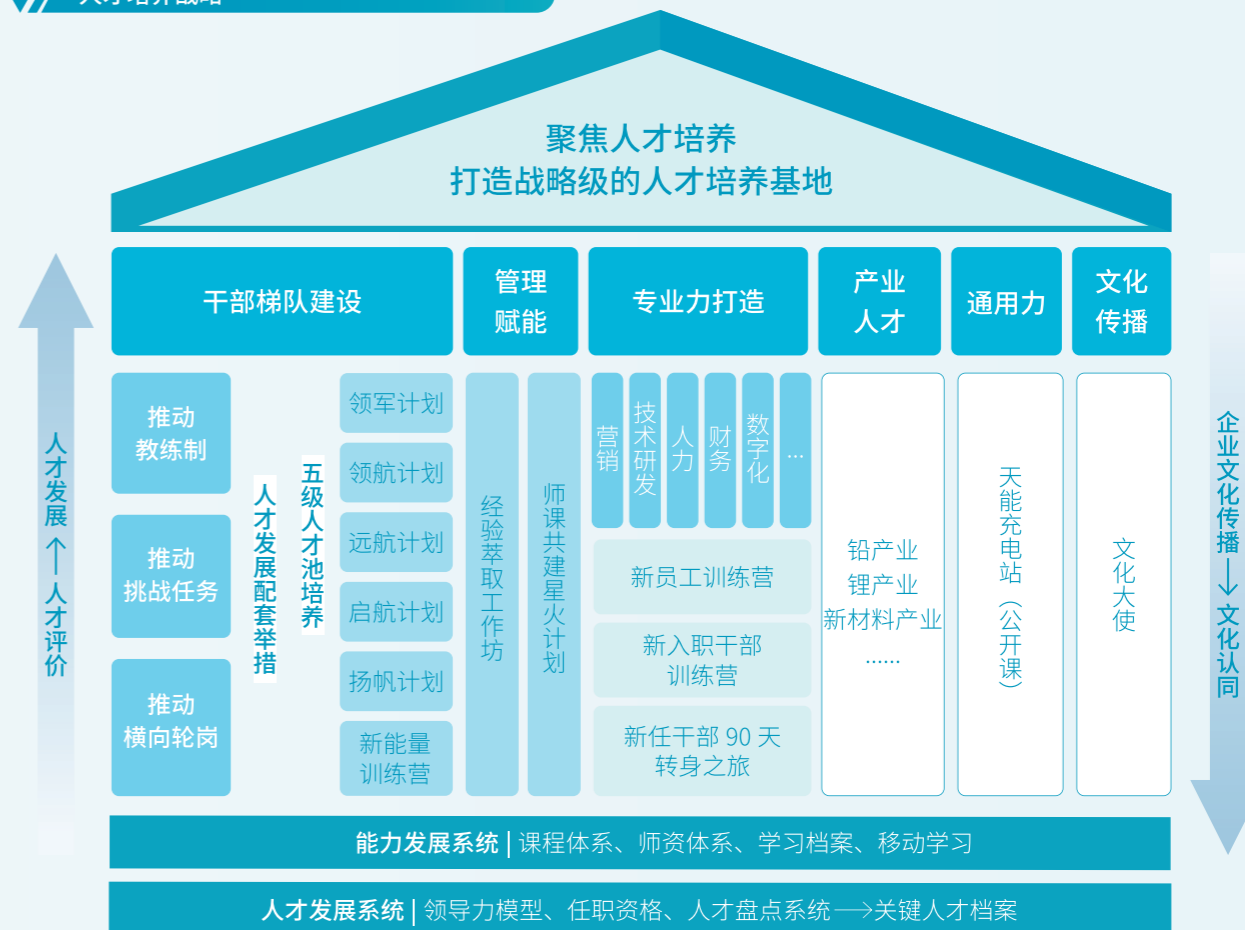 人才培养战略
聚焦人才培养
打造战略级的人才培养基地
干部梯队建设
管理
赋能
专业力打造
产业
人才
通用力
文化
传播
人才发展 ← 人才评价
推动
教练制
推动
挑战任务
推动
横向轮岗
人才发展配套举措
五级人才池培养
领军计划
领航计划
远航计划
启航计划
扬帆计划
新能量
训练营
经验萃取工作坊
师课共建星火计划
营销
技术研发
人力
财务
数字化
...
新员工训练营
新入职干部
训练营
新任干部 90 天
转身之旅
铅产业
锂产业
新材料产业
......
天能充电站（公开课）
文化大使
企业文化传播 → 文化认同
能力发展系统 | 课程体系、师资体系、学习档案、移动学习
人才发展系统 | 领导力模型、任职资格、人才盘点系统→关键人才档案